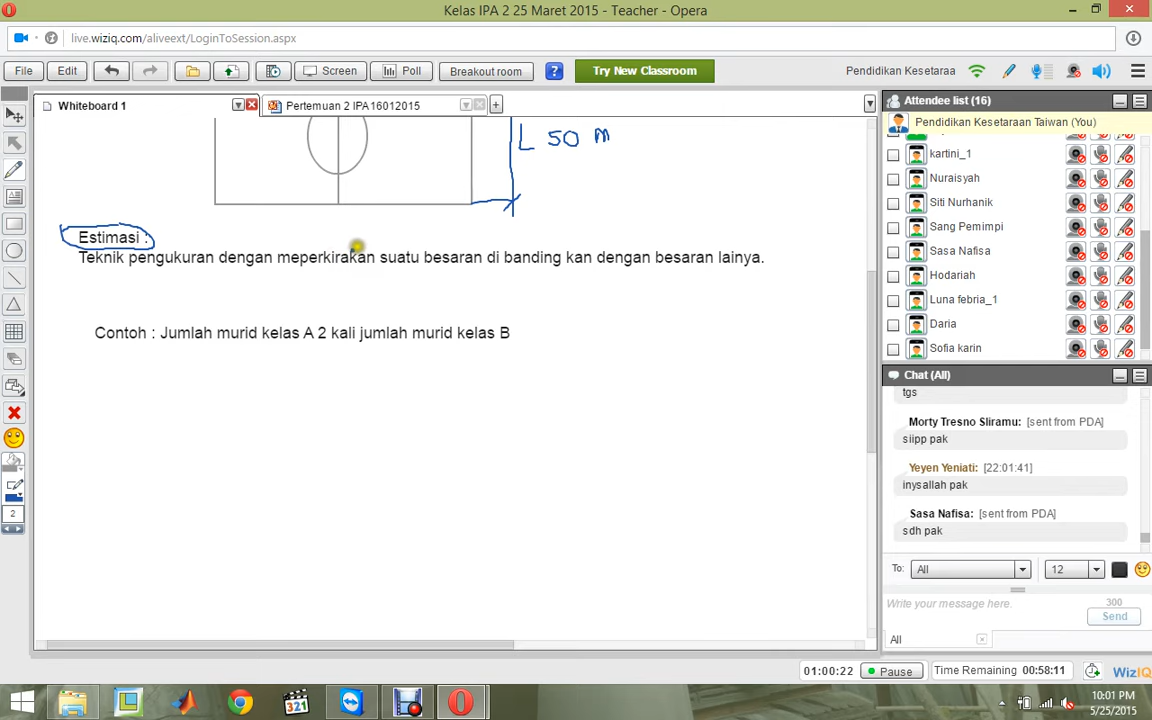 Kelas IPA 2 25 Maret 2015 - Teacher - Opera
live.wiziq.com/aliveext/LoginToSession.aspx
File
Edit
Screen
Poll
Breakout room
?
Try New Classroom
Pendidikan Kesetaraa
Whiteboard 1
Pertemuan 2 IPA16012015
Attendee list (16)
Pendidikan Kesetaraan Taiwan (You)
kartini_1
Nuraisyah
Siti Nurhanik
Sang Pemimpi
Sasa Nafisa
Hodariah
Luna febria_1
Daria
Sofia karin
L 50 m
Estimasi :
Teknik pengukuran dengan meperkirakan suatu besaran di banding kan dengan besaran lainya.
Contoh : Jumlah murid kelas A 2 kali jumlah murid kelas B
2
Chat (All)
tgs
Morty Tresno Sliramu: [sent from PDA]
siipp pak
Yeyen Yeniati: [22:01:41]
inysallah pak
Sasa Nafisa: [sent from PDA]
sdh pak
To: All 12
Write your message here.
300
Send
All
01:00:22 Pause Time Remaining 00:58:11 WizIQ
321
10:01 PM
5/25/2015